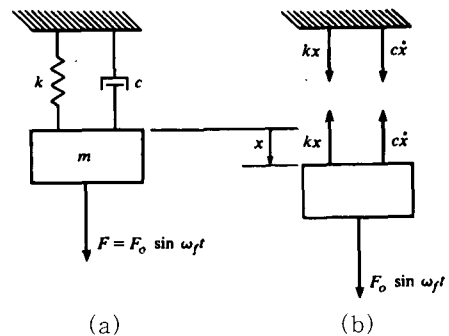 k
c
m
F = F₀ sin ω_f t
(a)
kx
cẋ
kx
cẋ
x
F₀ sin ω_f t
(b)